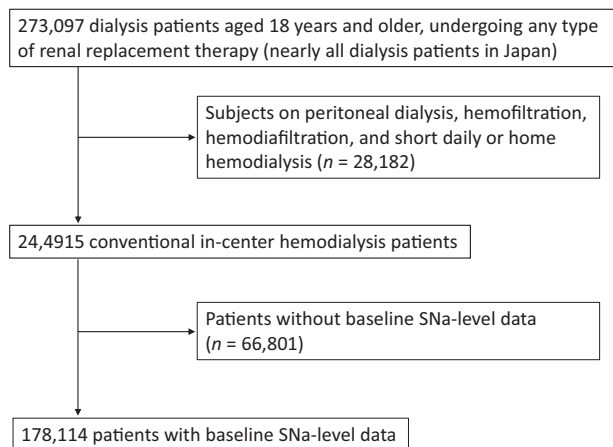 273,097 dialysis patients aged 18 years and older, undergoing any type
of renal replacement therapy (nearly all dialysis patients in Japan)
Subjects on peritoneal dialysis, hemofiltration,
hemodiafiltration, and short daily or home
hemodialysis (n = 28,182)
24,4915 conventional in-center hemodialysis patients
Patients without baseline SNa-level data
(n = 66,801)
178,114 patients with baseline SNa-level data